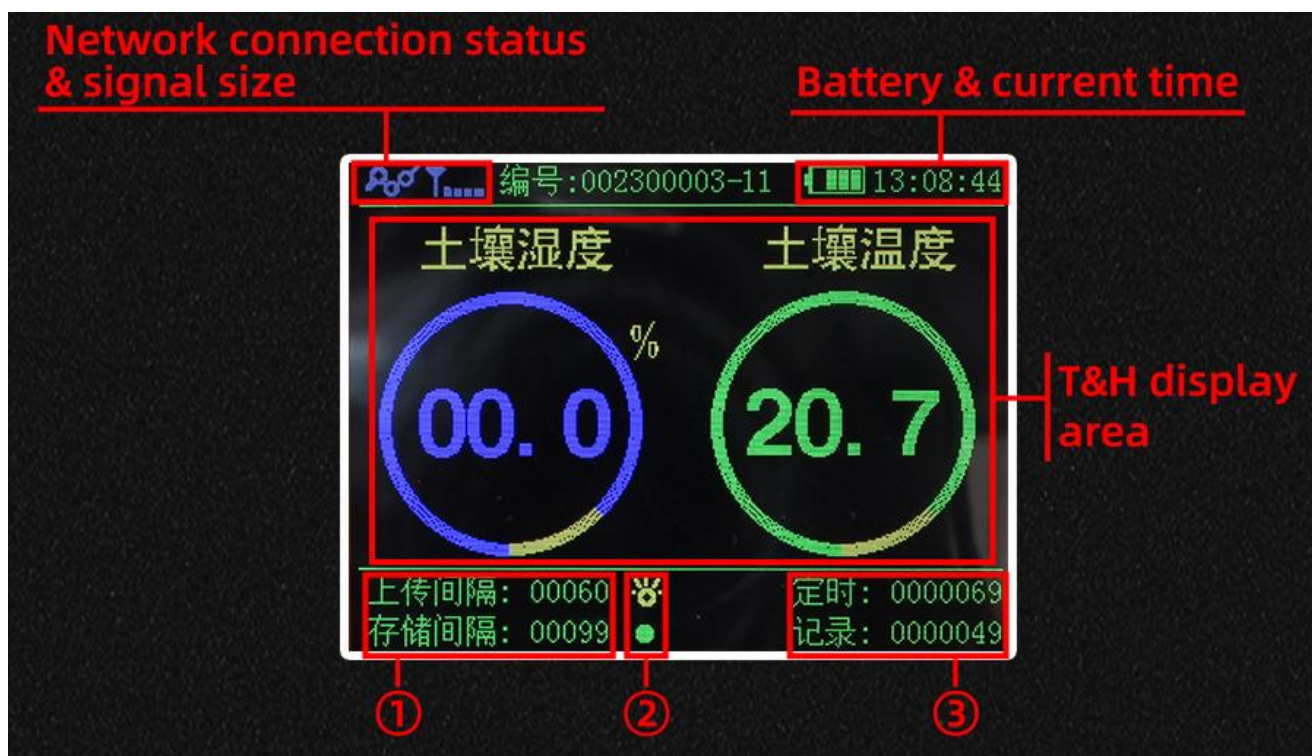 Network connection status
& signal size
Battery & current time
编号:002300003-11
13:08:44
土壤湿度
土壤温度
%
00.0
20.7
T&H display
area
上传间隔: 00060
定时: 0000069
存储间隔: 00099
记录: 0000049
①
②
③